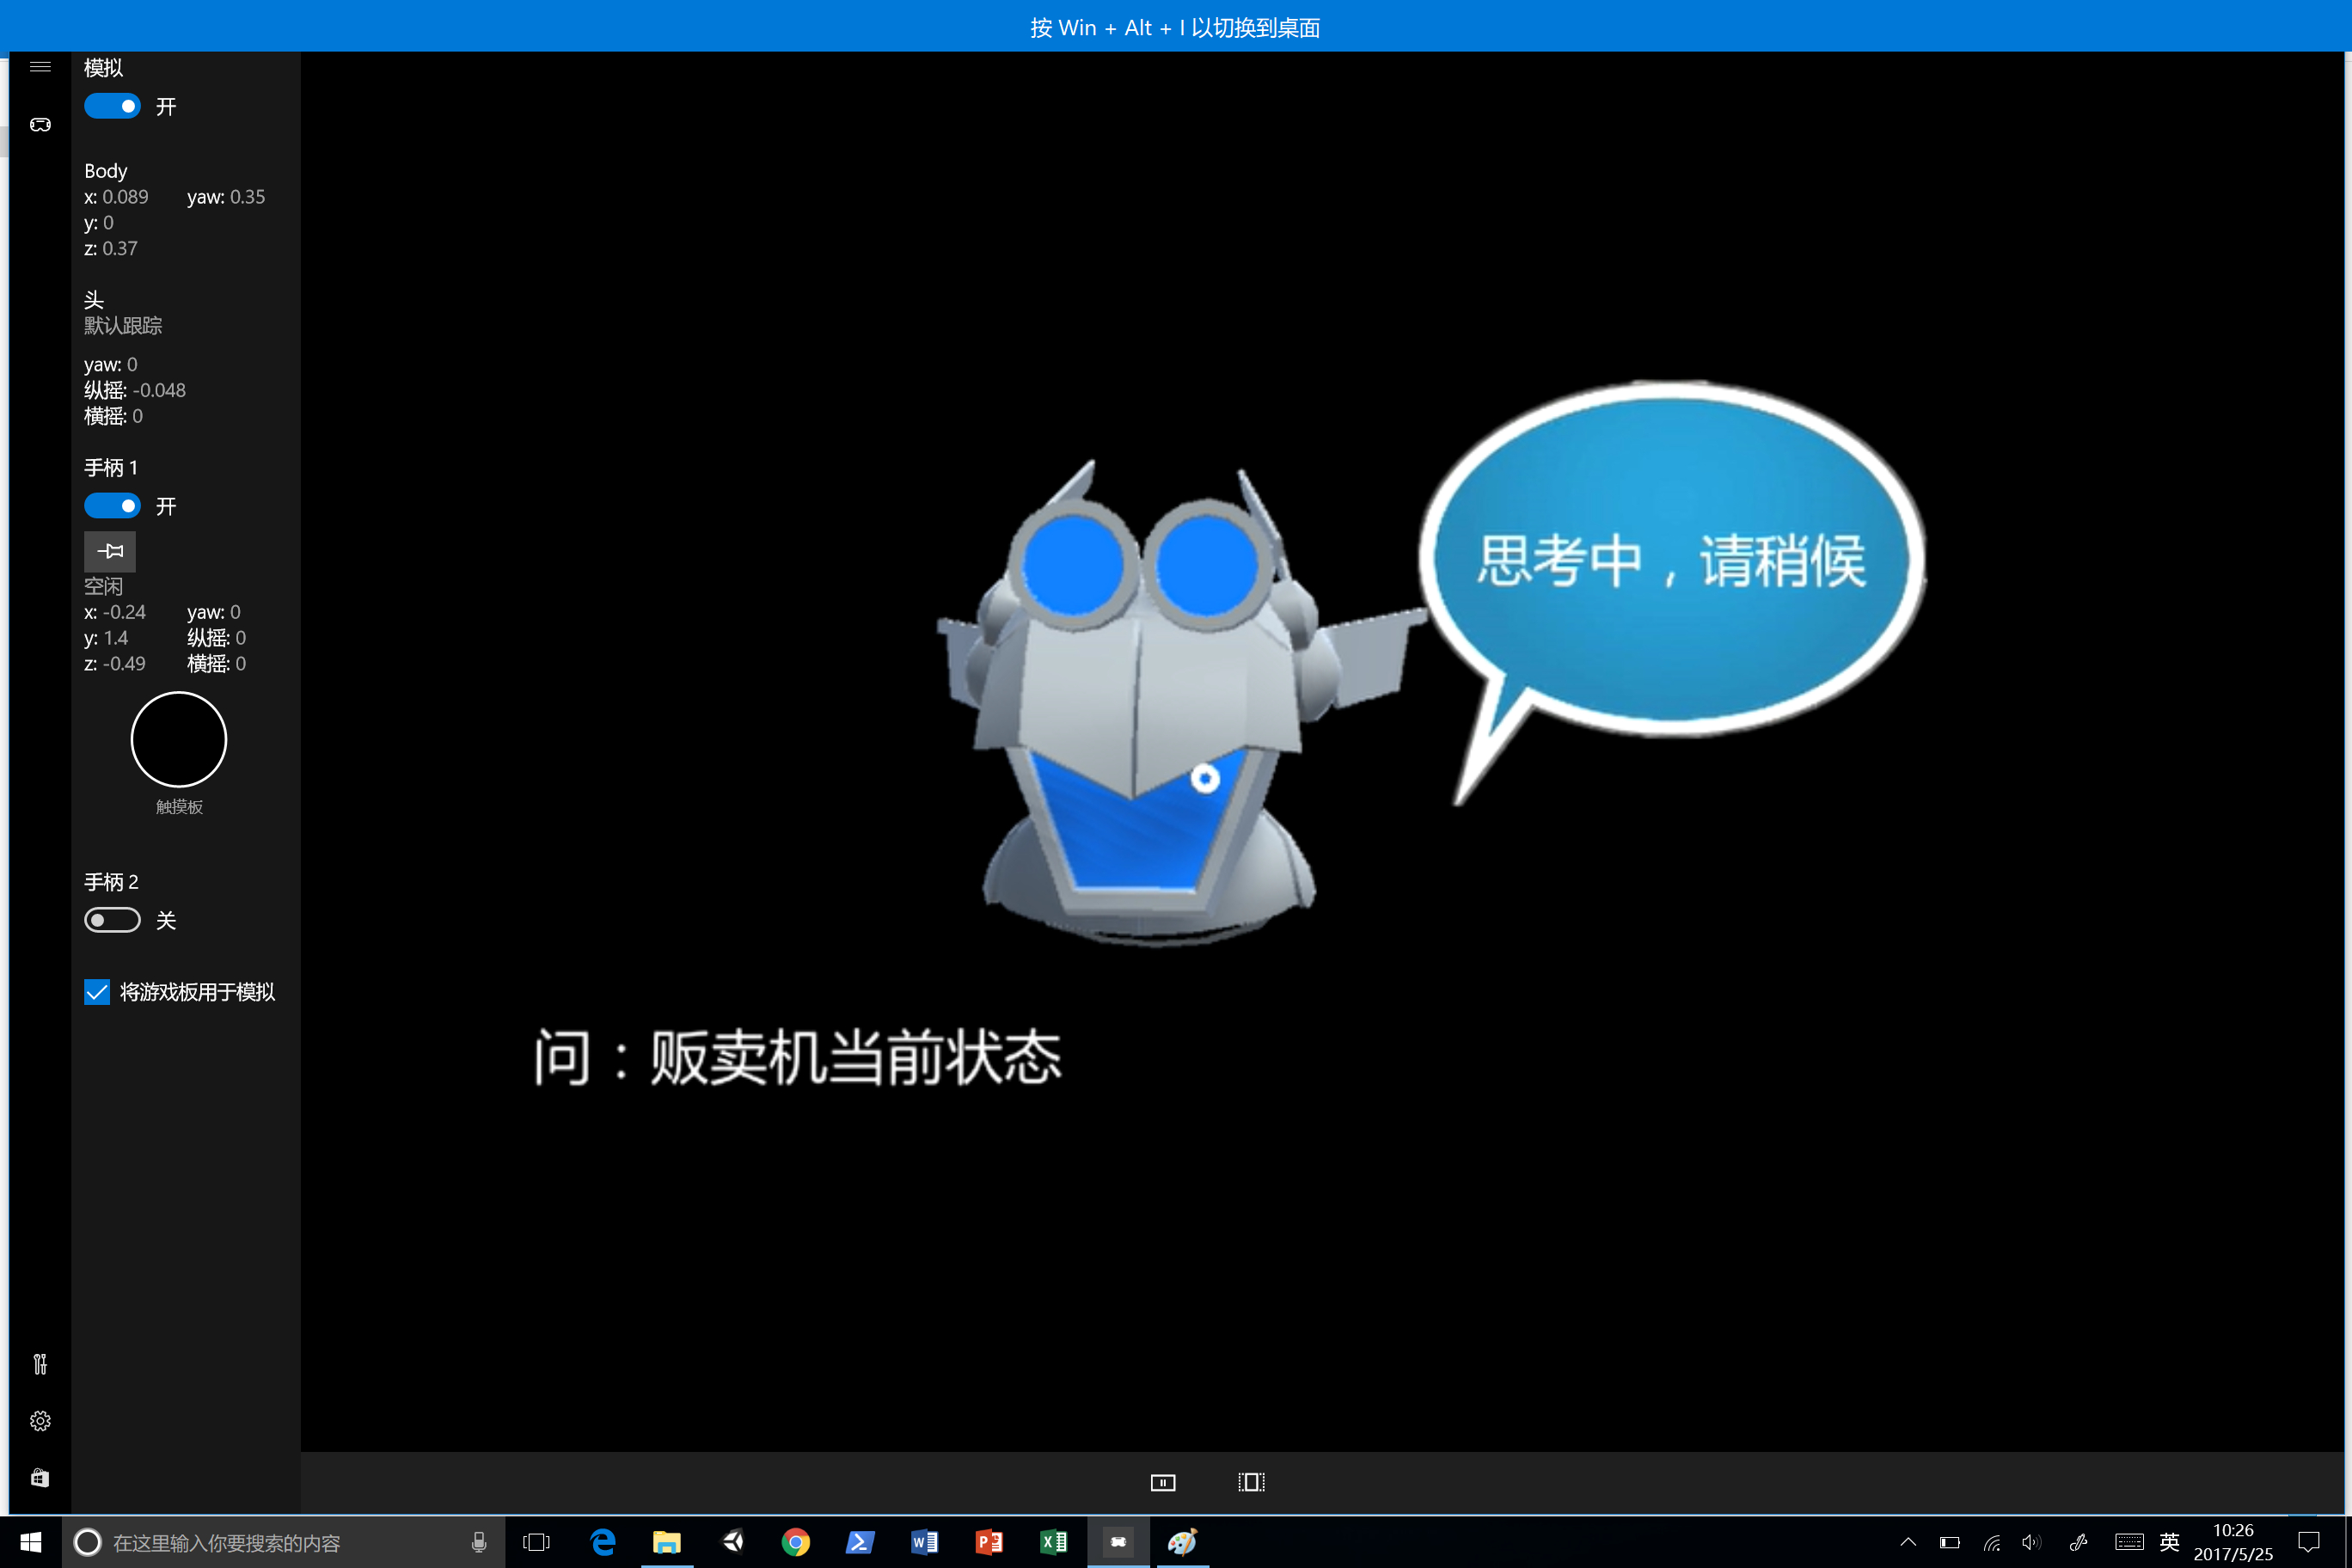 按 Win + Alt + I 以切换到桌面
模拟
开
Body
x: 0.089 yaw: 0.35
y: 0
z: 0.37
头
默认跟踪
yaw: 0
纵摇: -0.048
横摇: 0
手柄 1
开
空闲
x: -0.24 yaw: 0
y: 1.4 纵摇: 0
z: -0.49 横摇: 0
触摸板
手柄 2
关
将游戏板用于模拟
思考中，请稍候
问：贩卖机当前状态
在这里输入你要搜索的内容
英
10:26
2017/5/25